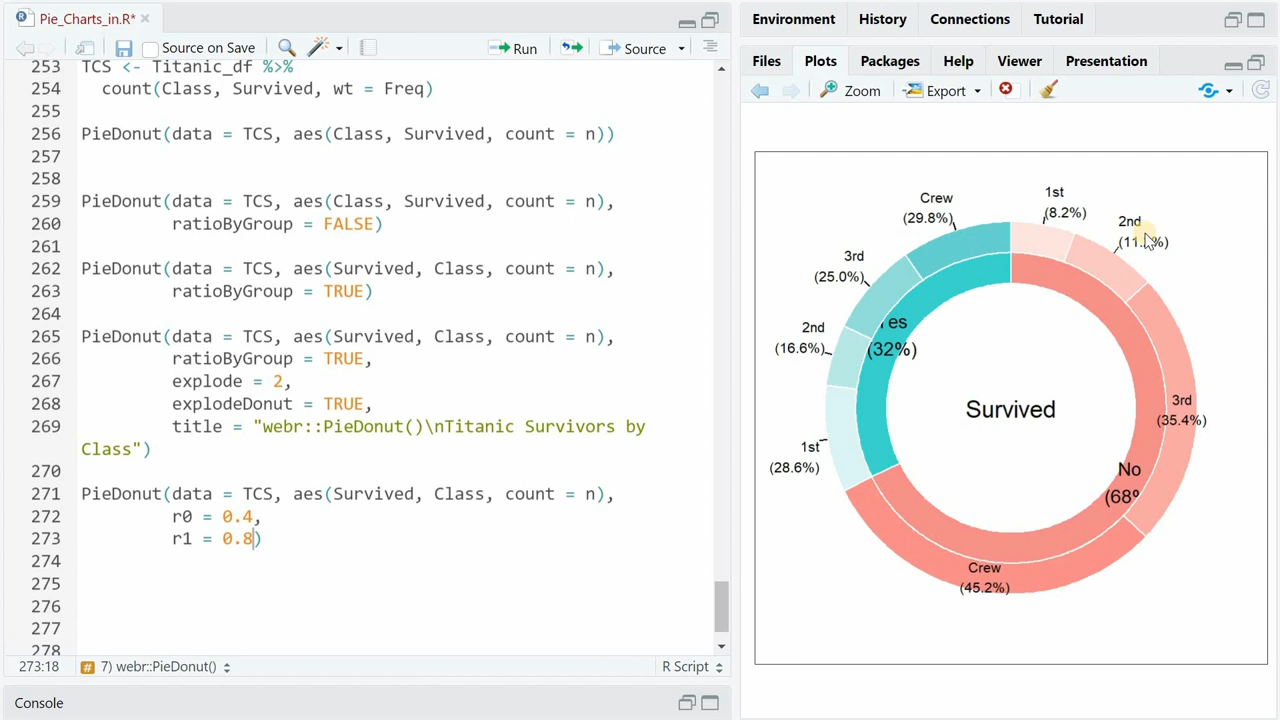 Pie_Charts_in.R*
Source on Save
Run
Source
253 TCS <- Titanic_df %>%
254 count(Class, Survived, wt = Freq)
255
256 PieDonut(data = TCS, aes(Class, Survived, count = n))
257
258
259 PieDonut(data = TCS, aes(Class, Survived, count = n),
260 ratioByGroup = FALSE)
261
262 PieDonut(data = TCS, aes(Survived, Class, count = n),
263 ratioByGroup = TRUE)
264
265 PieDonut(data = TCS, aes(Survived, Class, count = n),
266 ratioByGroup = TRUE,
267 explode = 2,
268 explodeDonut = TRUE,
269 title = "webr::PieDonut()\nTitanic Survivors by
Class")
270
271 PieDonut(data = TCS, aes(Survived, Class, count = n),
272 r0 = 0.4,
273 r1 = 0.8)
274
275
276
277
278
273:18 # 7) webr::PieDonut() R Script
Console
Environment History Connections Tutorial
Files Plots Packages Help Viewer Presentation
Zoom Export
Crew
(29.8%)
1st
(8.2%)
2nd
3rd
(25.0%)
2nd
(16.6%)
1st
(28.6%)
(32%)
Survived
3rd
(35.4%)
No
(68%
Crew
(45.2%)